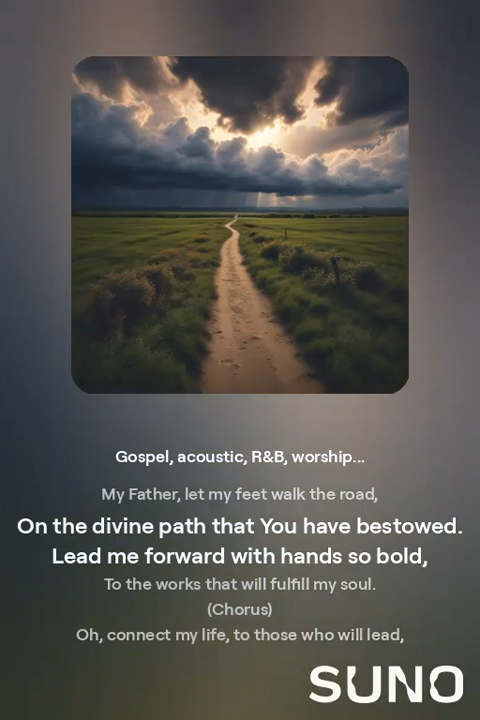 Gospel, acoustic, R&B, worship...
My Father, let my feet walk the road,
On the divine path that You have bestowed.
Lead me forward with hands so bold,
To the works that will fulfill my soul.
(Chorus)
Oh, connect my life, to those who will lead,
SUNO